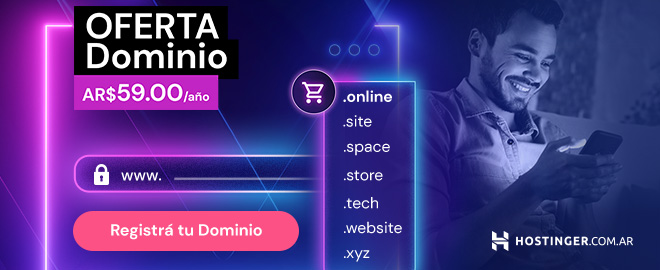 OFERTA
Dominio
AR$59.00/año
www.
Registrá tu Dominio
.online
.site
.space
.store
.tech
.website
.xyz
HOSTINGER.COM.AR